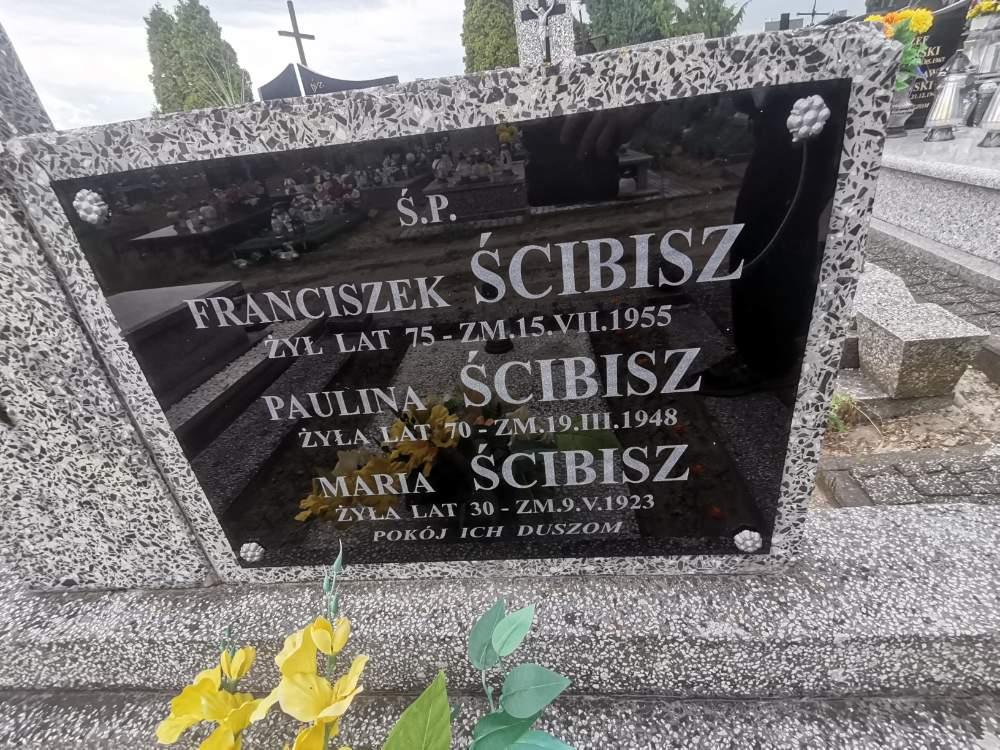 Ś.P.
FRANCISZEK ŚCIBISZ
ŻYŁ LAT 75 - ZM.15.VII.1955
PAULINA ŚCIBISZ
ŻYŁA LAT 70 - ZM.19.III.1948
MARIA ŚCIBISZ
ŻYŁA LAT 30 - ZM.9.V.1923
POKÓJ ICH DUSZOM